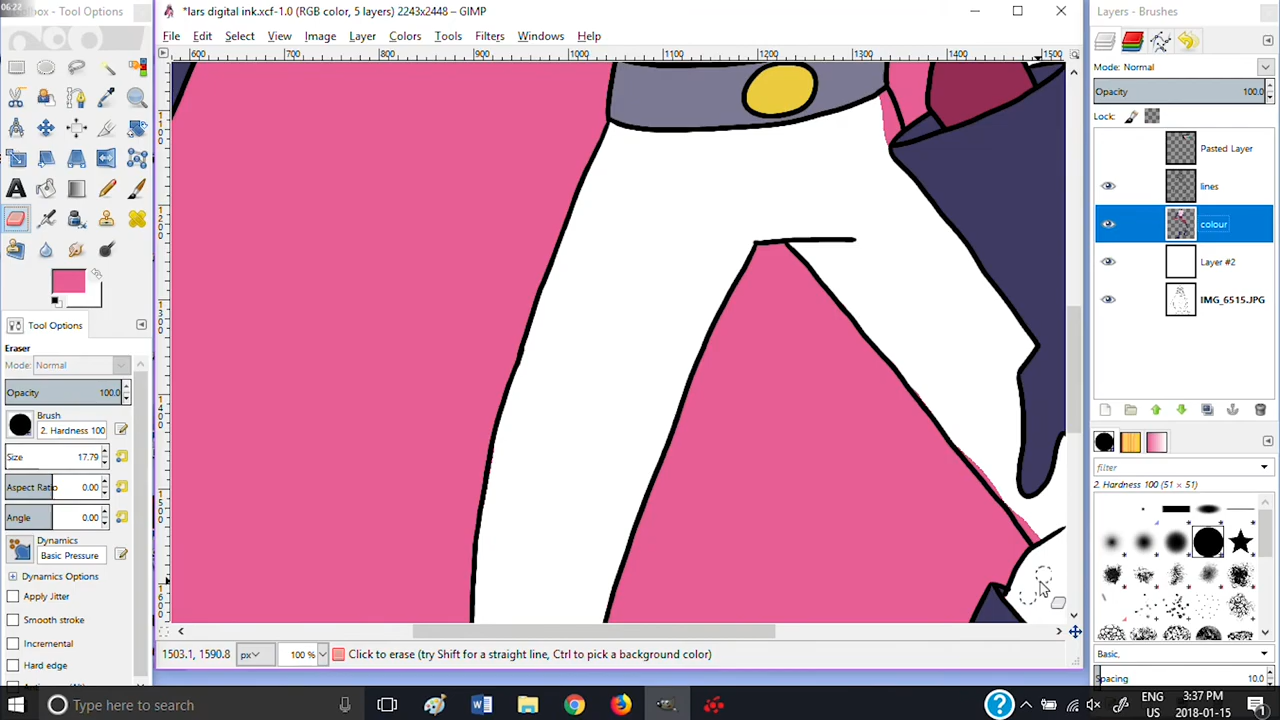 06:22
box - Tool Options
*lars digital ink.xcf-1.0 (RGB color, 5 layers) 2243x2448 – GIMP
Layers - Brushes
File Edit Select View Image Layer Colors Tools Filters Windows Help
600 700 800 900 1000 1100 1200 1300 1400 1500
Mode: Normal
Opacity 100.0
Lock:
Pasted Layer
lines
colour
Layer #2
IMG_6515.JPG
Tool Options
Eraser
Mode: Normal
Opacity 100.0
Brush
2. Hardness 100
Size 17.79
Aspect Ratio 0.00
Angle 0.00
Dynamics
Basic Pressure
Dynamics Options
Apply Jitter
Smooth stroke
Incremental
Hard edge
filter
2. Hardness 100 (51 × 51)
Basic,
Spacing 10.0
1503.1, 1590.8 px 100 % Click to erase (try Shift for a straight line, Ctrl to pick a background color)
Type here to search
ENG
US
3:37 PM
2018-01-15
1